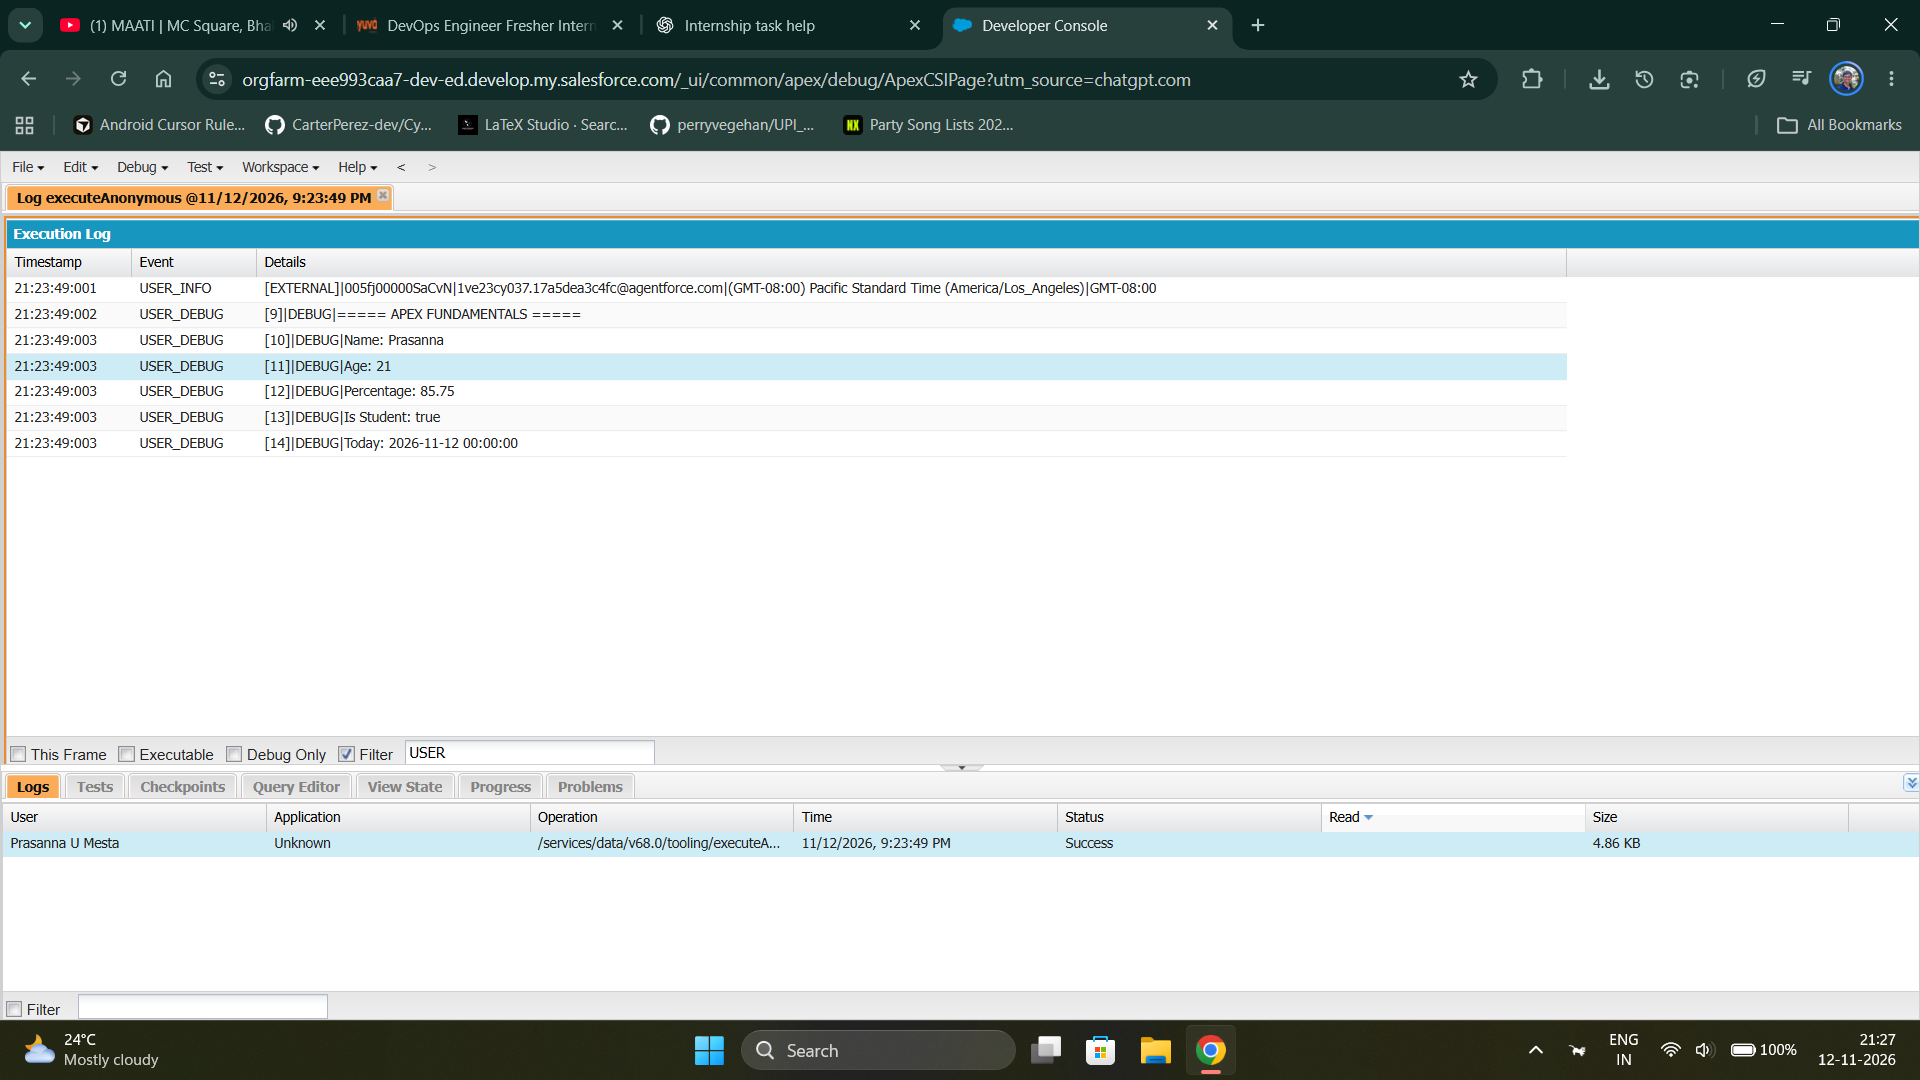 (1) MAATI | MC Square, Bha
DevOps Engineer Fresher Intern
Internship task help
Developer Console
orgfarm-eee993caa7-dev-ed.develop.my.salesforce.com/_ui/common/apex/debug/ApexCSIPage?utm_source=chatgpt.com
Android Cursor Rule...
CarterPerez-dev/Cy...
LaTeX Studio · Searc...
perryvegehan/UPI_...
Party Song Lists 202...
All Bookmarks
File Edit Debug Test Workspace Help < >
Log executeAnonymous @11/12/2026, 9:23:49 PM
Execution Log
Timestamp Event Details
21:23:49:001 USER_INFO [EXTERNAL]|005fj00000SaCvN|1ve23cy037.17a5dea3c4fc@agentforce.com|(GMT-08:00) Pacific Standard Time (America/Los_Angeles)|GMT-08:00
21:23:49:002 USER_DEBUG [9]|DEBUG|===== APEX FUNDAMENTALS =====
21:23:49:003 USER_DEBUG [10]|DEBUG|Name: Prasanna
21:23:49:003 USER_DEBUG [11]|DEBUG|Age: 21
21:23:49:003 USER_DEBUG [12]|DEBUG|Percentage: 85.75
21:23:49:003 USER_DEBUG [13]|DEBUG|Is Student: true
21:23:49:003 USER_DEBUG [14]|DEBUG|Today: 2026-11-12 00:00:00
This Frame Executable Debug Only Filter USER
Logs Tests Checkpoints Query Editor View State Progress Problems
User Application Operation Time Status Read Size
Prasanna U Mesta Unknown /services/data/v68.0/tooling/executeA... 11/12/2026, 9:23:49 PM Success 4.86 KB
Filter
24°C
Mostly cloudy
Search
ENG
IN
100%
21:27
12-11-2026